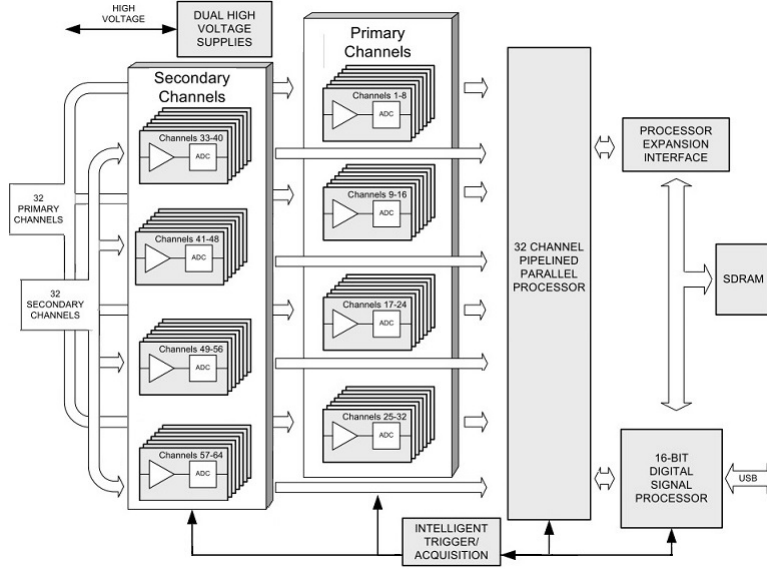 HIGH
VOLTAGE
DUAL HIGH
VOLTAGE
SUPPLIES
Primary
Channels
Secondary
Channels
Channels 1-8
ADC
Channels 33-40
ADC
PROCESSOR
EXPANSION
INTERFACE
Channels 9-16
ADC
32
PRIMARY
CHANNELS
Channels 41-48
ADC
32 CHANNEL
PIPELINED
PARALLEL
PROCESSOR
SDRAM
32
SECONDARY
CHANNELS
Channels 17-24
ADC
Channels 49-56
ADC
Channels 25-32
ADC
Channels 57-64
ADC
16-BIT
DIGITAL
SIGNAL
PROCESSOR
USB
INTELLIGENT
TRIGGER/
ACQUISITION